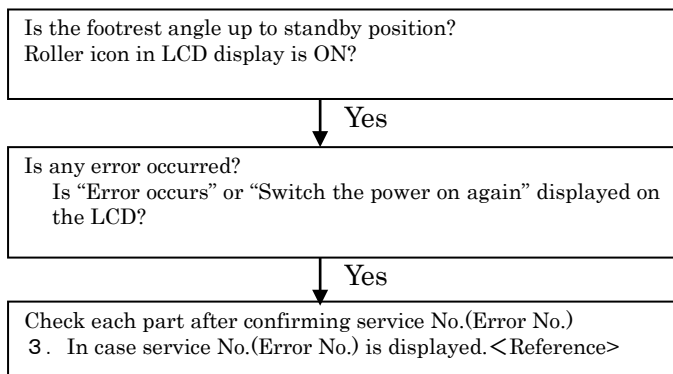 Is the footrest angle up to standby position?
Roller icon in LCD display is ON?
Yes
Is any error occurred?
Is “Error occurs” or “Switch the power on again” displayed on
the LCD?
Yes
Check each part after confirming service No.(Error No.)
３．In case service No.(Error No.) is displayed.＜Reference＞